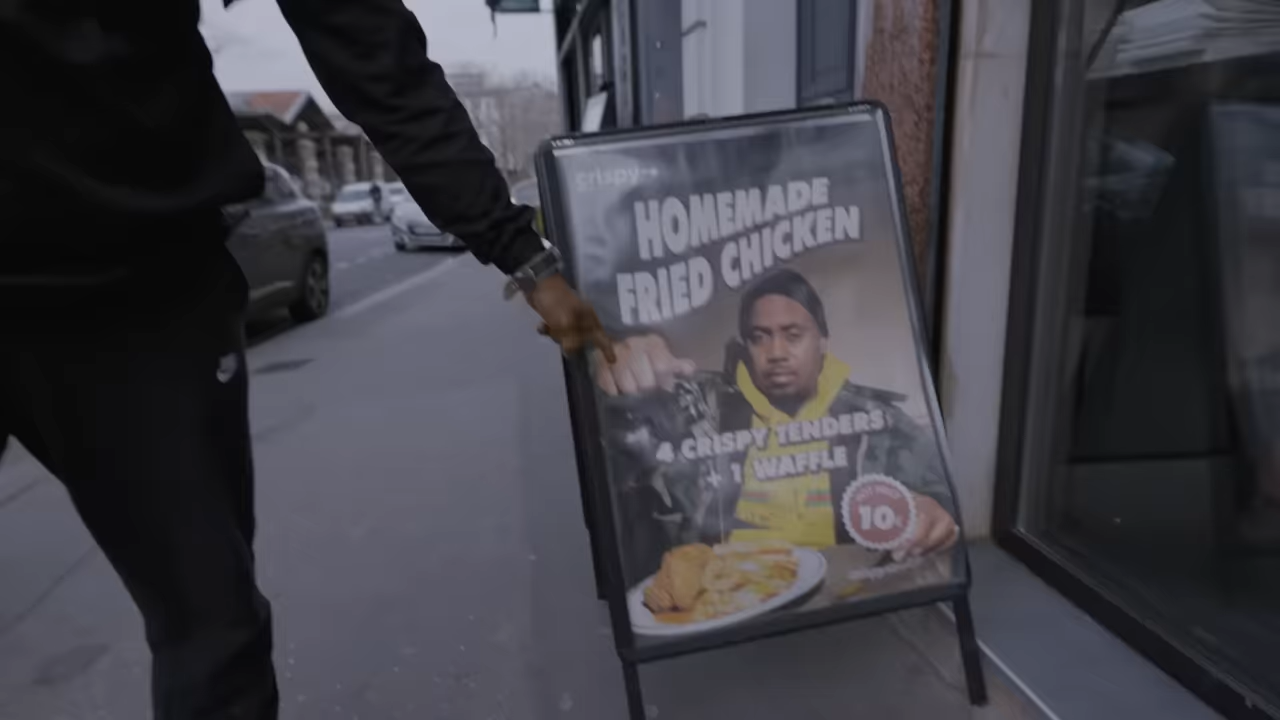 crispy
HOMEMADE
FRIED CHICKEN
4 CRISPY TENDERS
+ 1 WAFFLE
10€